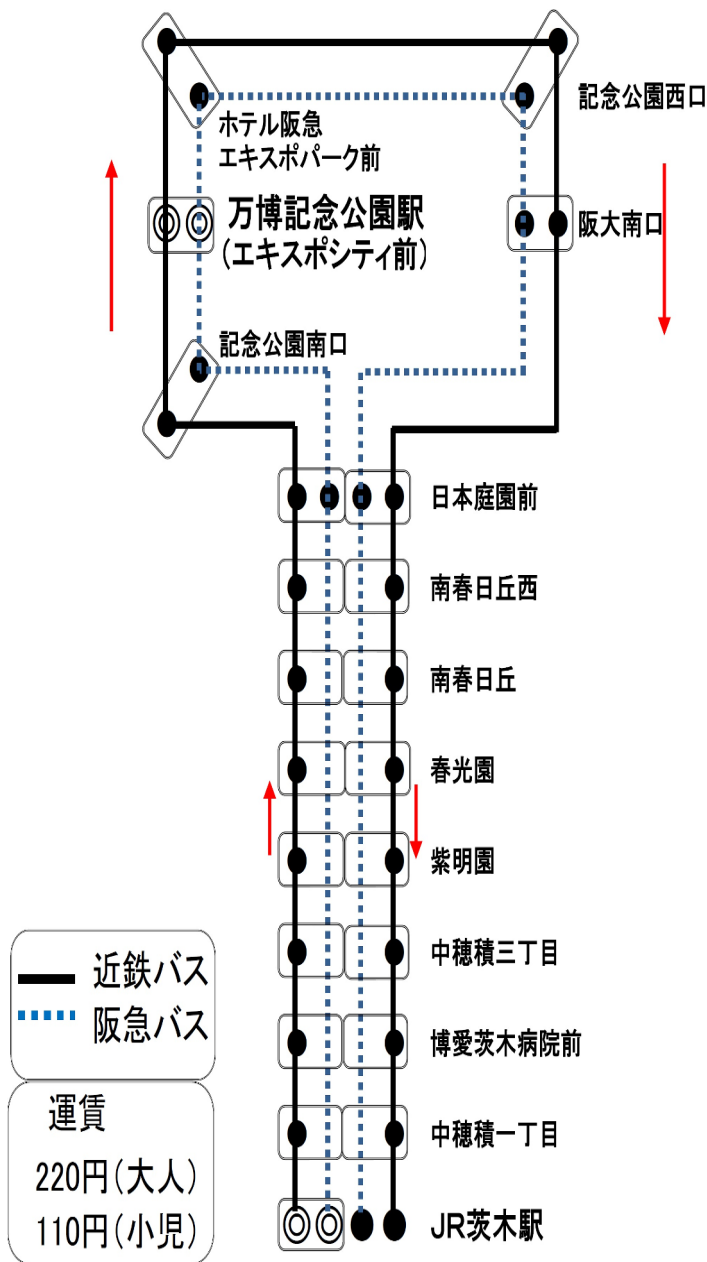 記念公園西口
ホテル阪急
エキスポパーク前
万博記念公園駅
(エキスポシティ前)
阪大南口
記念公園南口
日本庭園前
南春日丘西
南春日丘
春光園
紫明園
中穂積三丁目
博愛茨木病院前
中穂積一丁目
JR茨木駅
近鉄バス
阪急バス
運賃
220円(大人)
110円(小児)